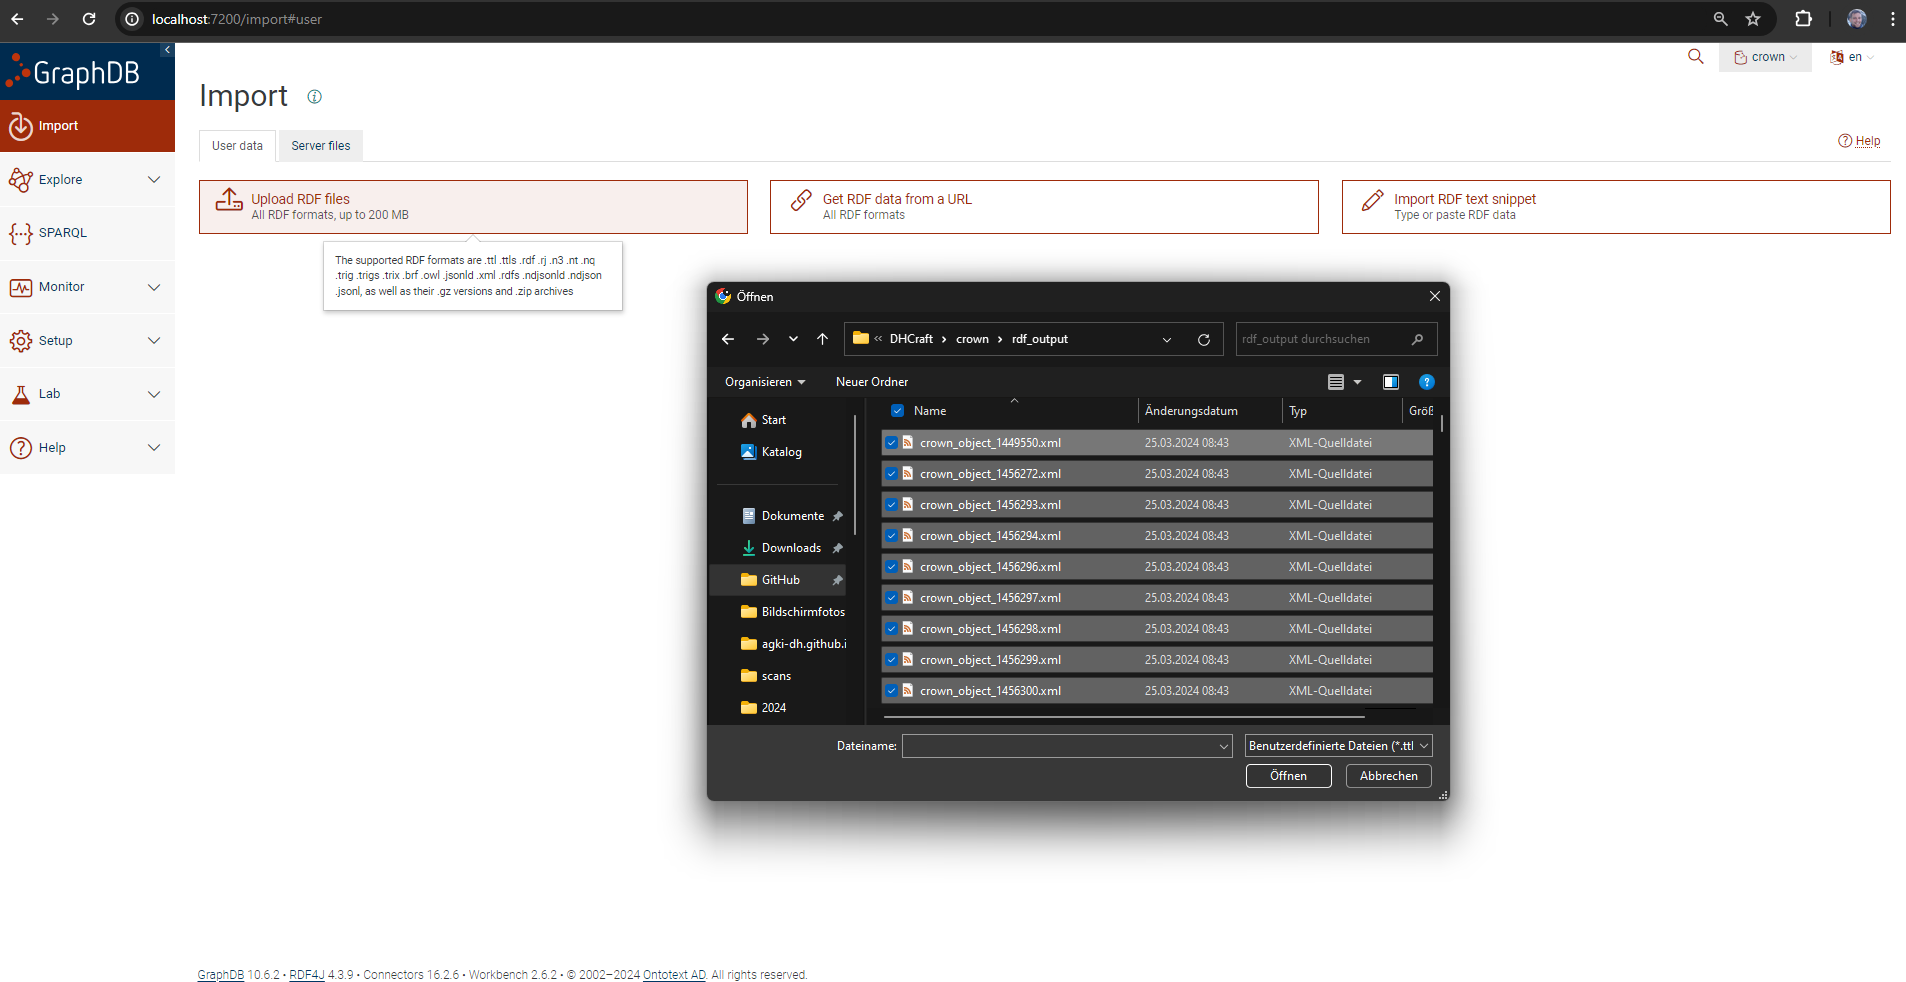 localhost:7200/import#user
GraphDB
crown
en
Import
Import
User data
Server files
Help
Explore
SPARQL
Monitor
Setup
Lab
Help
Upload RDF files
All RDF formats, up to 200 MB
Get RDF data from a URL
All RDF formats
Import RDF text snippet
Type or paste RDF data
The supported RDF formats are .ttl .ttls .rdf .rj .n3 .nt .nq
.trig .trigs .trix .brf .owl .jsonld .xml .rdfs .ndjsonld .ndjson
.jsonl, as well as their .gz versions and .zip archives
Öffnen
« DHCraft › crown › rdf_output
rdf_output durchsuchen
Organisieren
Neuer Ordner
Start
Katalog
Dokumente
Downloads
GitHub
Bildschirmfotos
agki-dh.github.i
scans
2024
Name Änderungsdatum Typ Größ
crown_object_1449550.xml 25.03.2024 08:43 XML-Quelldatei
crown_object_1456272.xml 25.03.2024 08:43 XML-Quelldatei
crown_object_1456293.xml 25.03.2024 08:43 XML-Quelldatei
crown_object_1456294.xml 25.03.2024 08:43 XML-Quelldatei
crown_object_1456296.xml 25.03.2024 08:43 XML-Quelldatei
crown_object_1456297.xml 25.03.2024 08:43 XML-Quelldatei
crown_object_1456298.xml 25.03.2024 08:43 XML-Quelldatei
crown_object_1456299.xml 25.03.2024 08:43 XML-Quelldatei
crown_object_1456300.xml 25.03.2024 08:43 XML-Quelldatei
Dateiname:
Benutzerdefinierte Dateien (*.ttl
Öffnen
Abbrechen
GraphDB 10.6.2 • RDF4J 4.3.9 • Connectors 16.2.6 • Workbench 2.6.2 • © 2002–2024 Ontotext AD. All rights reserved.